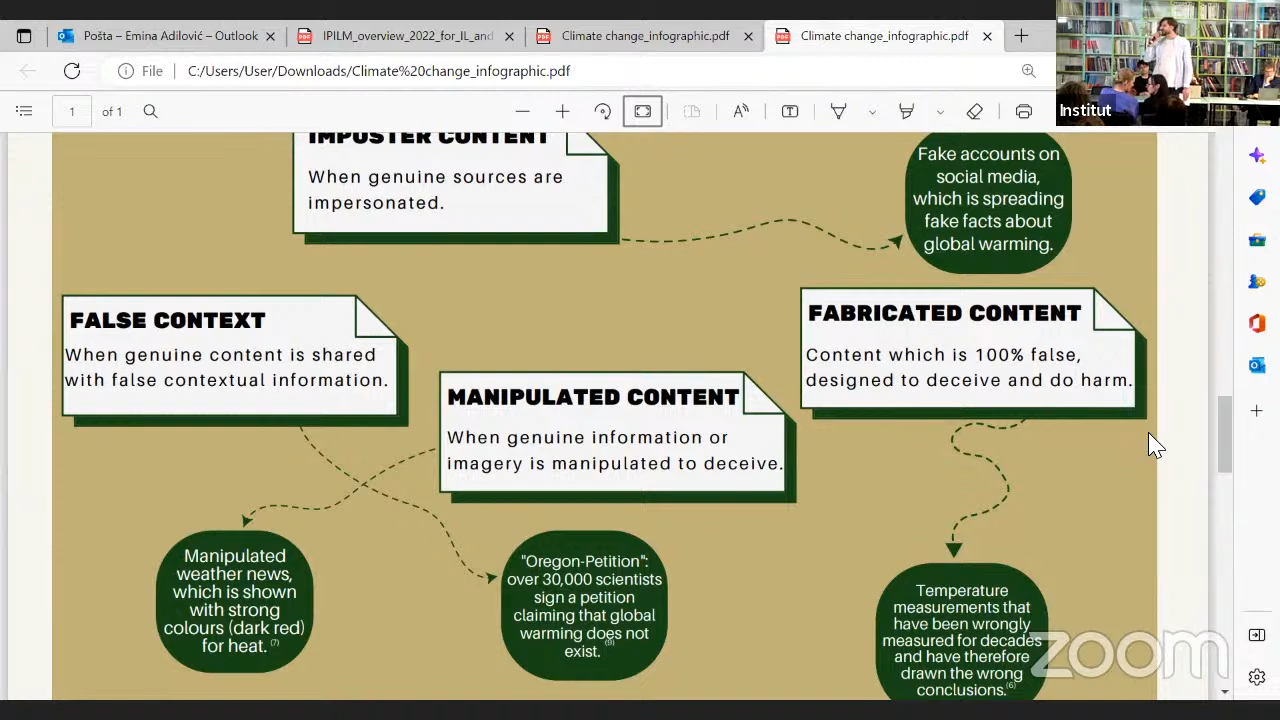 Pošta – Emina Adilović – Outlook
IPILM_overview_2022_for_IL_and
Climate change_infographic.pdf
Climate change_infographic.pdf
File
C:/Users/User/Downloads/Climate%20change_infographic.pdf
1
of 1
Institut
IMPOSTER CONTENT
When genuine sources are
impersonated.
Fake accounts on
social media,
which is spreading
fake facts about
global warming.
FALSE CONTEXT
When genuine content is shared
with false contextual information.
FABRICATED CONTENT
Content which is 100% false,
designed to deceive and do harm.
MANIPULATED CONTENT
When genuine information or
imagery is manipulated to deceive.
Manipulated
weather news,
which is shown
with strong
colours (dark red)
for heat. (7)
"Oregon-Petition":
over 30,000 scientists
sign a petition
claiming that global
warming does not
exist. (9)
Temperature
measurements that
have been wrongly
measured for decades
and have therefore
drawn the wrong
conclusions.(6)
zoom